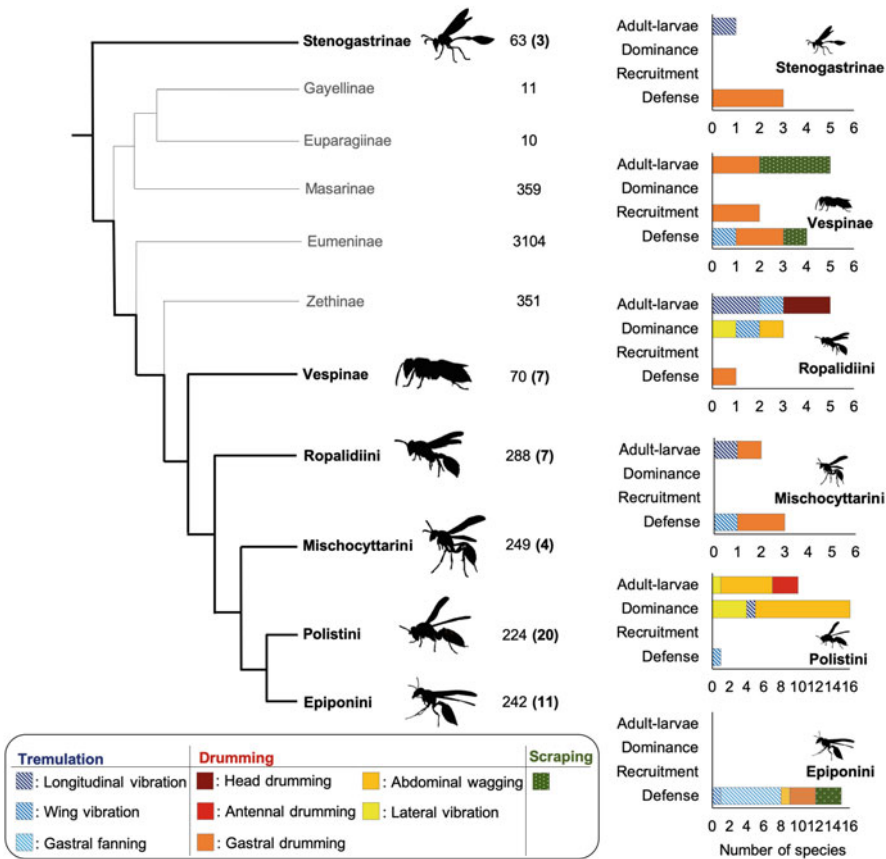 Stenogastrinae 63 (3)
Gayellinae 11
Euparagiinae 10
Masarinae 359
Eumeninae 3104
Zethinae 351
Vespinae 70 (7)
Ropalidiini 288 (7)
Mischocyttarini 249 (4)
Polistini 224 (20)
Epiponini 242 (11)
Adult-larvae
Dominance
Recruitment
Defense
Stenogastrinae
0 1 2 3 4 5 6
Adult-larvae
Dominance
Recruitment
Defense
Vespinae
0 1 2 3 4 5 6
Adult-larvae
Dominance
Recruitment
Defense
Ropalidiini
0 1 2 3 4 5 6
Adult-larvae
Dominance
Recruitment
Defense
Mischocyttarini
0 1 2 3 4 5 6
Adult-larvae
Dominance
Recruitment
Defense
Polistini
0 2 4 6 8 10 12 14 16
Adult-larvae
Dominance
Recruitment
Defense
Epiponini
0 2 4 6 8 10 12 14 16
Number of species
Tremulation Drumming Scraping
: Longitudinal vibration : Head drumming : Abdominal wagging :
: Wing vibration : Antennal drumming : Lateral vibration
: Gastral fanning : Gastral drumming